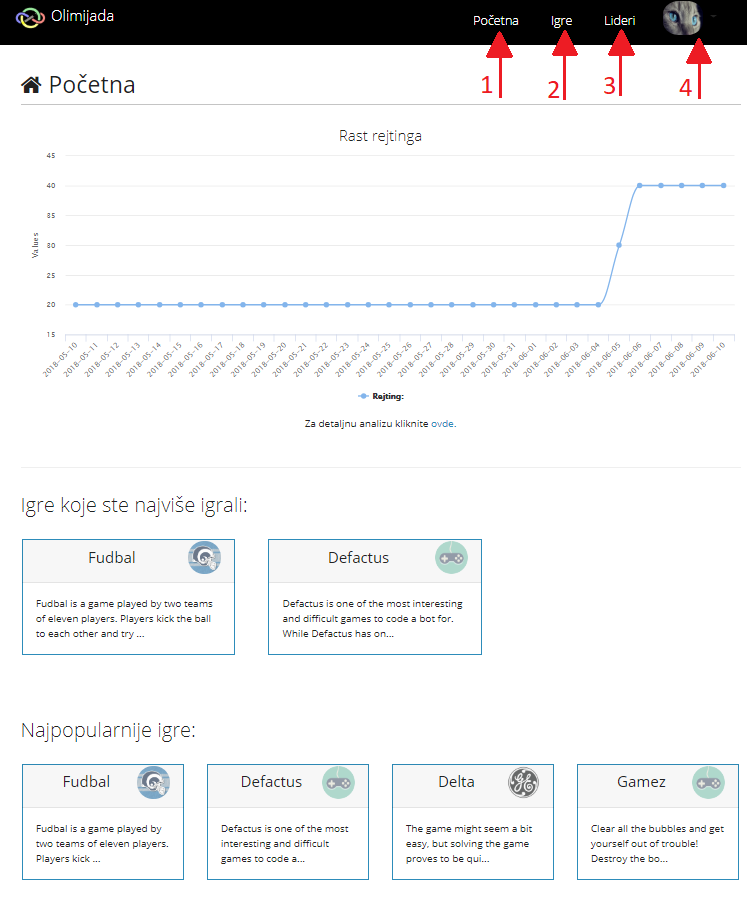 Olimijada
Početna
Igre
Lideri
1
2
3
4
Početna
Rast rejtinga
45
40
35
30
25
20
15
Values
2018-05-10
2018-05-11
2018-05-12
2018-05-13
2018-05-14
2018-05-15
2018-05-16
2018-05-17
2018-05-18
2018-05-19
2018-05-20
2018-05-21
2018-05-22
2018-05-23
2018-05-24
2018-05-25
2018-05-26
2018-05-27
2018-05-28
2018-05-29
2018-05-30
2018-05-31
2018-06-01
2018-06-02
2018-06-03
2018-06-04
2018-06-05
2018-06-06
2018-06-07
2018-06-08
2018-06-09
2018-06-10
Rejting:
Za detaljnu analizu kliknite ovde.
Igre koje ste najviše igrali:
Fudbal
Fudbal is a game played by two teams
of eleven players. Players kick the ball
to each other and try ...
Defactus
Defactus is one of the most interesting
and difficult games to code a bot for.
While Defactus has on...
Najpopularnije igre:
Fudbal
Fudbal is a game played by
two teams of eleven players.
Players kick ...
Defactus
Defactus is one of the most
interesting and difficult
games to code a...
Delta
The game might seem a bit
easy, but solving the game
proves to be qui...
Gamez
Clear all the bubbles and get
yourself out of trouble!
Destroy the bo...